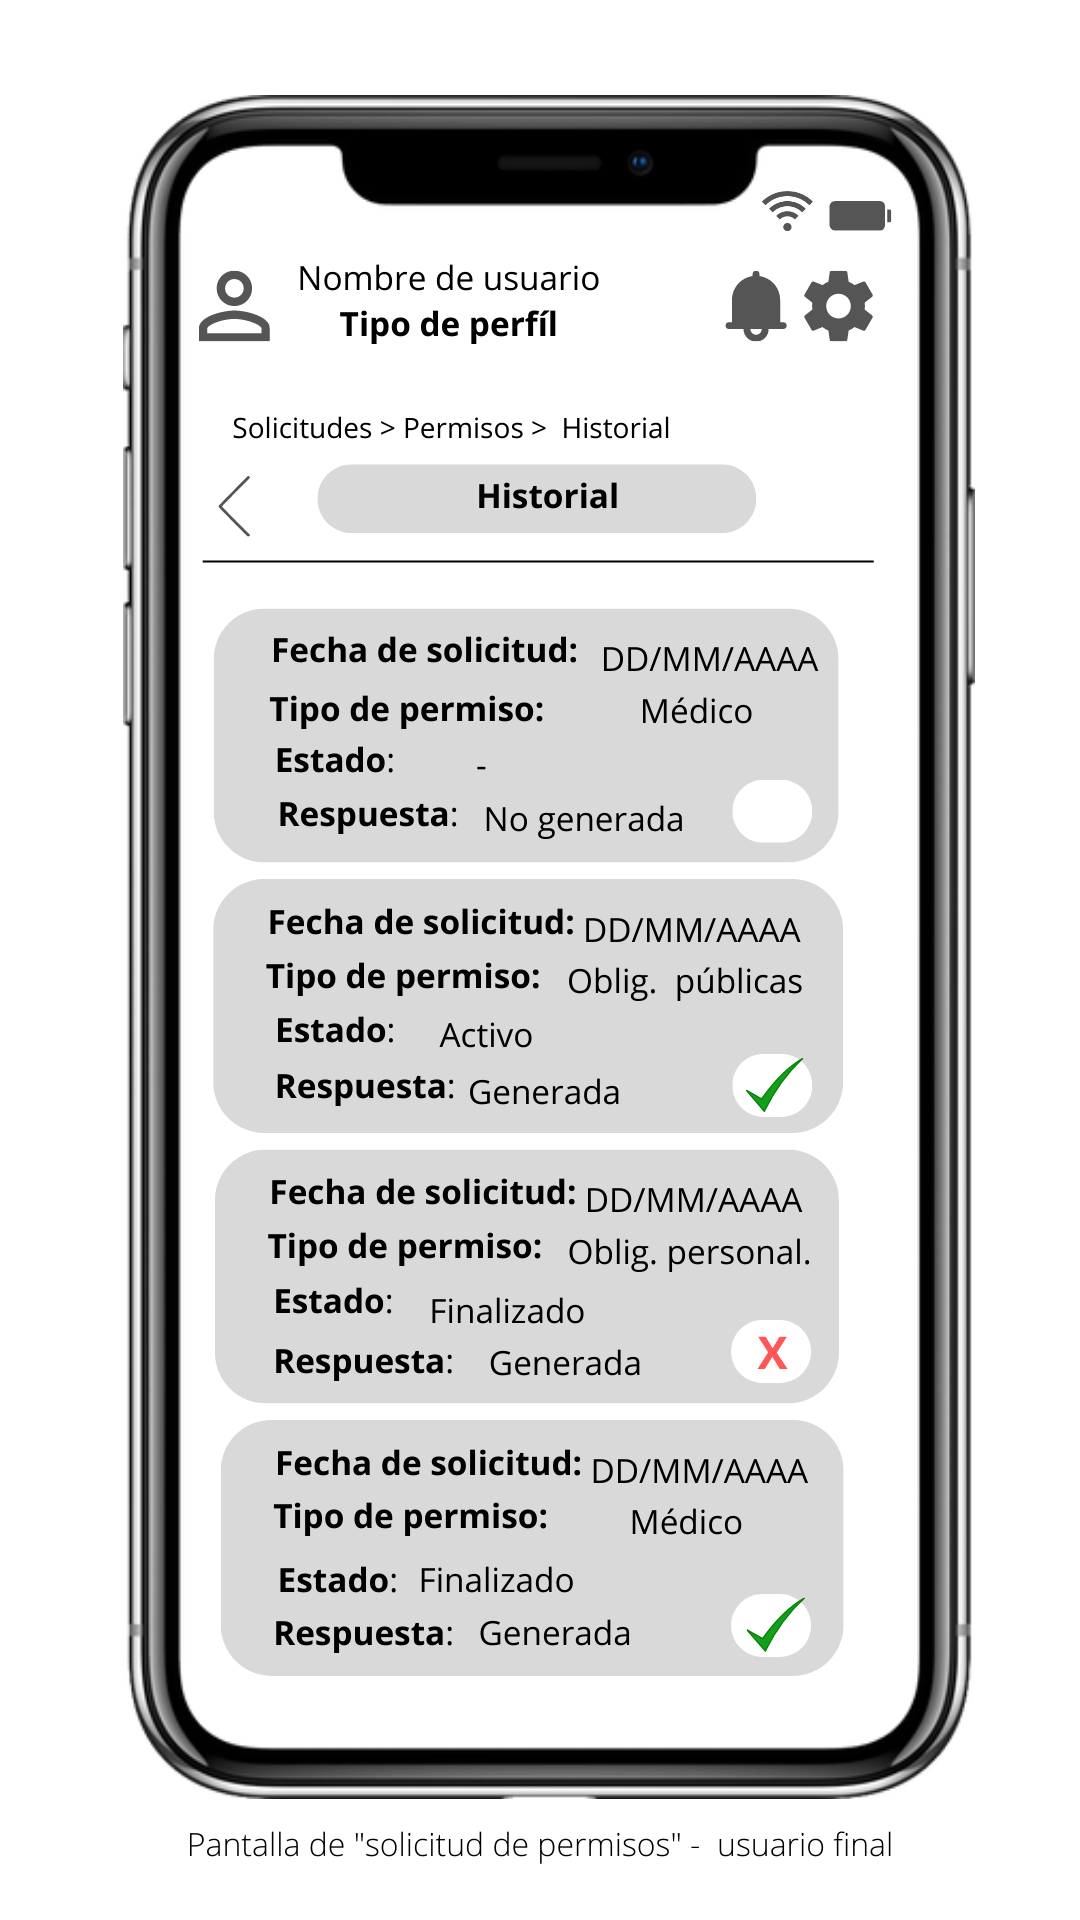 Nombre de usuario
Tipo de perfíl
Solicitudes > Permisos > Historial
Historial
Fecha de solicitud: DD/MM/AAAA
Tipo de permiso: Médico
Estado: -
Respuesta: No generada
Fecha de solicitud: DD/MM/AAAA
Tipo de permiso: Oblig. públicas
Estado: Activo
Respuesta: Generada
Fecha de solicitud: DD/MM/AAAA
Tipo de permiso: Oblig. personal.
Estado: Finalizado
Respuesta: Generada X
Fecha de solicitud: DD/MM/AAAA
Tipo de permiso: Médico
Estado: Finalizado
Respuesta: Generada
Pantalla de "solicitud de permisos" - usuario final